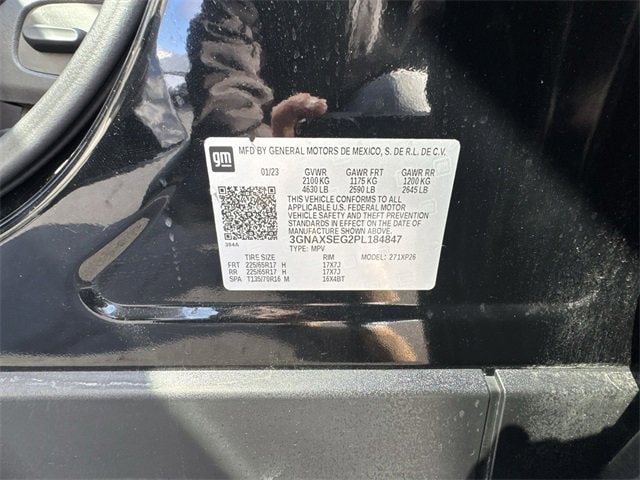 gm
MFD BY GENERAL MOTORS DE MEXICO, S. DE R.L. DE C.V.
01/23 GVWR GAWR FRT GAWR RR
2100 KG 1175 KG 1200 KG
4630 LB 2590 LB 2645 LB
THIS VEHICLE CONFORMS TO ALL
APPLICABLE U.S. FEDERAL MOTOR
VEHICLE SAFETY AND THEFT PREVENTION
STANDARDS IN EFFECT ON THE DATE OF
MANUFACTURE SHOWN ABOVE.
3GNAXSEG2PL184847
TYPE: MPV
TIRE SIZE RIM MODEL: 271XP26
FRT 225/65R17 H 17X7J
RR 225/65R17 H 17X7J
SPA T135/70R16 M 16X4BT